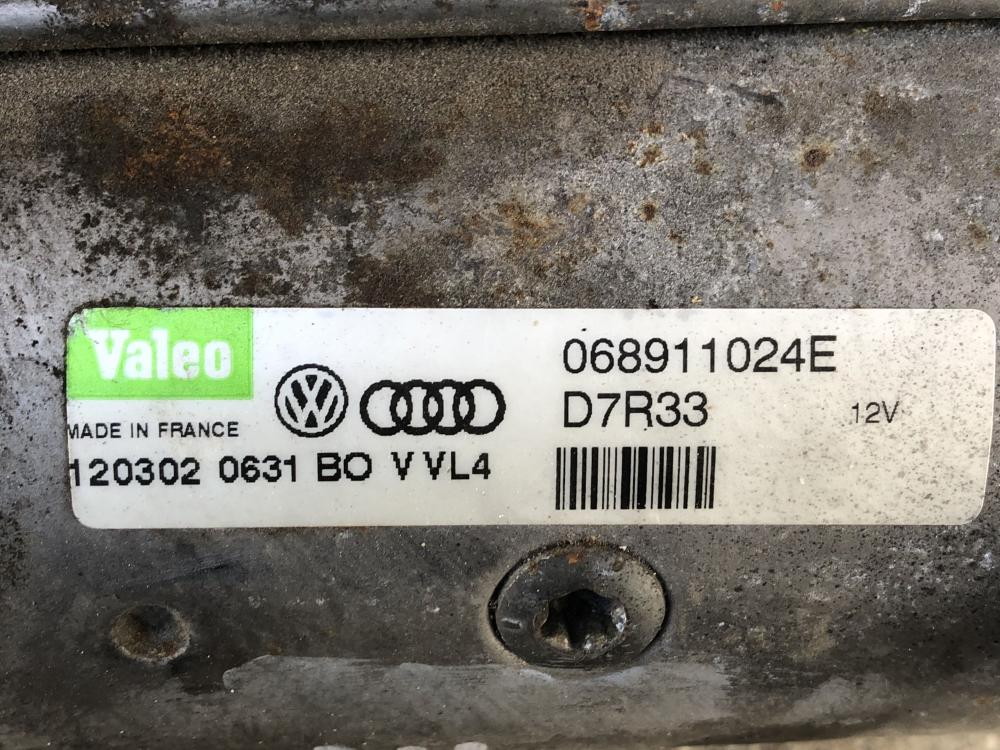 Valeo
MADE IN FRANCE
120302 0631 BO V VL4
068911024E
D7R33 12V